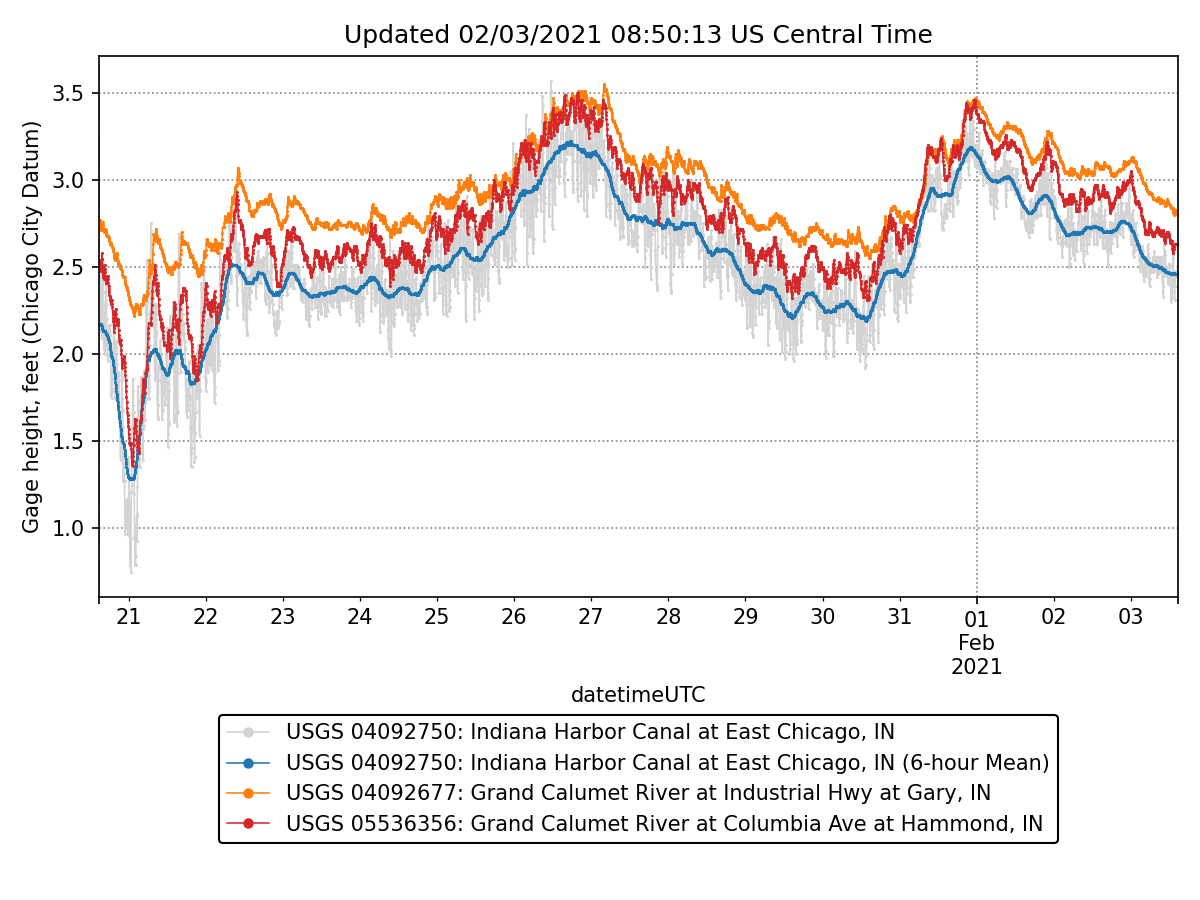 Updated 02/03/2021 08:50:13 US Central Time
Gage height, feet (Chicago City Datum)
3.5
3.0
2.5
2.0
1.5
1.0
21 22 23 24 25 26 27 28 29 30 31 01 02 03
Feb
2021
datetimeUTC
USGS 04092750: Indiana Harbor Canal at East Chicago, IN
USGS 04092750: Indiana Harbor Canal at East Chicago, IN (6-hour Mean)
USGS 04092677: Grand Calumet River at Industrial Hwy at Gary, IN
USGS 05536356: Grand Calumet River at Columbia Ave at Hammond, IN